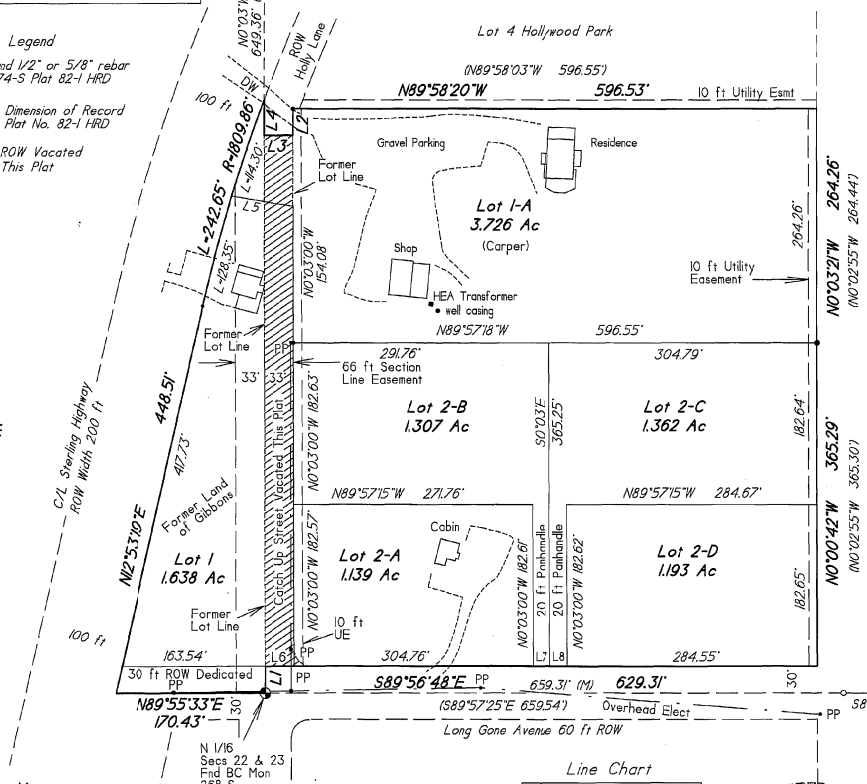 Legend
nd 1/2" or 5/8" rebar
74-S Plat 82-1 HRD
Dimension of Record
Plat No. 82-1 HRD
ROW Vacated
This Plat
N0°03'W
649.36'
ROW
Holly Lane
Lot 4 Hollywood Park
(N89°58'03"W 596.55')
N89°58'20"W 596.53'
10 ft Utility Esmt
DW
100 ft
L4
L2
L3
L=242.65' R=1809.86'
L=114.30'
L5
L=128.35'
Former
Lot Line
Gravel Parking
Residence
Lot 1-A
3.726 Ac
(Carper)
Shop
HEA Transformer
well casing
N0°03'00"W
154.08'
10 ft Utility
Easement
264.26'
N0°03'21"W 264.26'
(N0°02'55"W 264.44')
N89°57'18"W 596.55'
Former
Lot Line
PP
291.76'
304.79'
66 ft Section
Line Easement
33' 33'
C/L Sterling Highway
ROW Width 200 ft
448.51'
417.73'
N12°53'19"E
Catch Up Street Vacated This Plat
N0°03'00"W 182.63'
Lot 2-B
1.307 Ac
S0°03'E
365.25'
Lot 2-C
1.362 Ac
182.64'
N0°00'42"W 365.29'
(N0°02'55"W 365.30')
N89°57'15"W 271.76'
N89°57'15"W 284.67'
Former Land
of Gibbons
Lot 1
1.638 Ac
N0°03'00"W 182.57'
Lot 2-A
1.139 Ac
Cabin
N0°03'00"W 182.61'
20 ft Panhandle
20 ft Panhandle
N0°03'00"W 182.62'
Lot 2-D
1.193 Ac
182.65'
Former
Lot Line
10 ft
UE
100 ft
163.54'
L6
PP
304.76'
L7
L8
284.55'
30 ft ROW Dedicated
PP
L1
PP
S89°56'48"E
PP
659.31' (M)
629.31'
30'
S8
N89°55'33"E
170.43'
30'
(S89°57'25"E 659.54')
Overhead Elect
PP
Long Gone Avenue 60 ft ROW
N 1/16
Secs 22 & 23
Fnd BC Mon
268-S
Line Chart